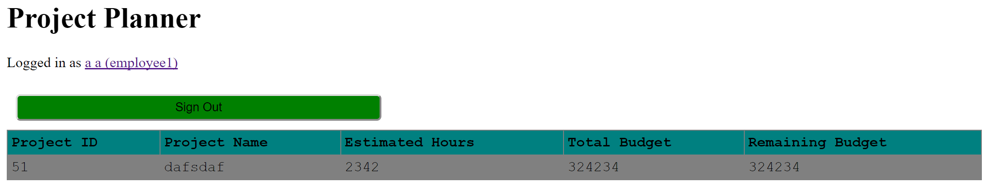 Project Planner
Logged in as a a (employee1)
Sign Out
Project ID Project Name Estimated Hours Total Budget Remaining Budget
51 dafsdaf 2342 324234 324234